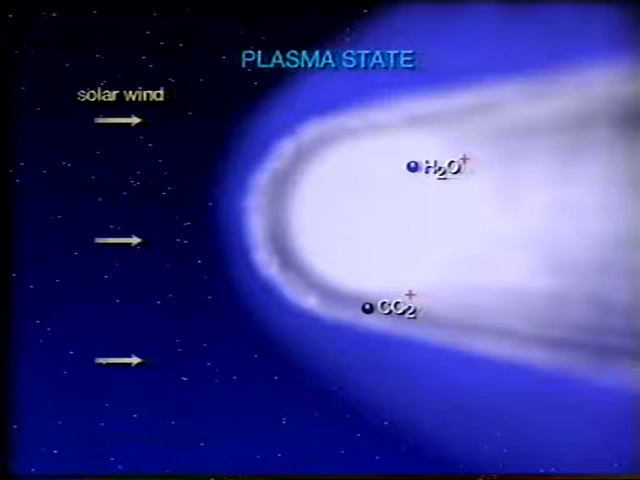 PLASMA STATE
solar wind
H₂O⁺
CO₂⁺